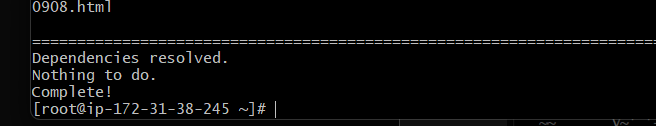 0908.html
================================================================================
Dependencies resolved.
Nothing to do.
Complete!
[root@ip-172-31-38-245 ~]#